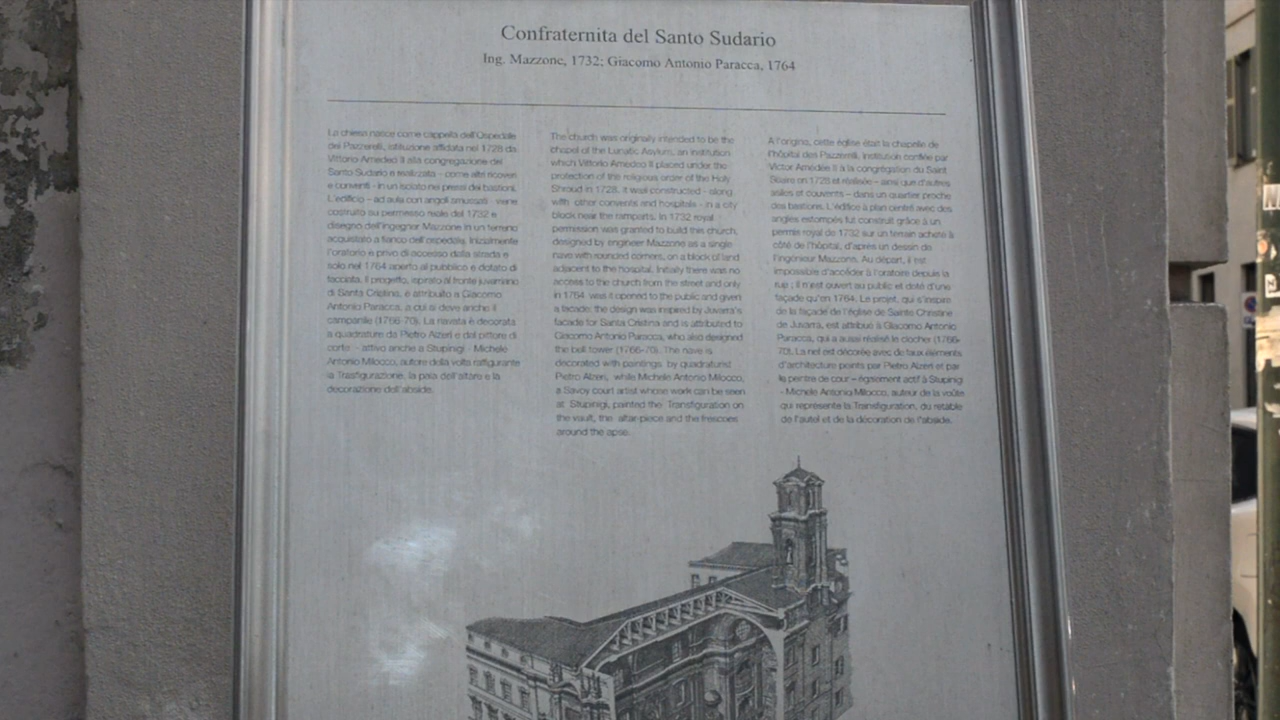 Confraternita del Santo Sudario
Ing. Mazzone, 1732; Giacomo Antonio Paracca, 1764
La chiesa nasce come cappella dell'Ospedale
dei Pazzerelli, istituzione affidata nel 1728 da
Vittorio Amedeo II alla congregazione del
Santo Sudario e realizzata - come altri ricoveri
e conventi - in un isolato nei pressi dei bastioni.
L'edificio - ad aula con angoli smussati - viene
costruito su permesso reale del 1732 e
disegno dell'ingegner Mazzone in un terreno
acquistato a fianco dell'ospedale. Inizialmente
l'oratorio è privo di accesso dalla strada e
solo nel 1764 aperto al pubblico e dotato di
facciata. Il progetto, ispirato al fronte juvarriano
di Santa Cristina, è attribuito a Giacomo
Antonio Paracca, a cui si deve anche il
campanile (1766-70). La navata è decorata
a quadrature da Pietro Alzeri e dal pittore di
corte - attivo anche a Stupinigi - Michele
Antonio Milocco, autore della volta raffigurante
la Trasfigurazione, la pala dell'altare e la
decorazione dell'abside.
The church was originally intended to be the
chapel of the Lunatic Asylum, an institution
which Vittorio Amedeo II placed under the
protection of the religious order of the Holy
Shroud in 1728. It was constructed - along
with other convents and hospitals - in a city
block near the ramparts. In 1732 royal
permission was granted to build this church,
designed by engineer Mazzone as a single
nave with rounded corners, on a block of land
adjacent to the hospital. Initially there was no
access to the church from the street and only
in 1764 was it opened to the public and given
a facade: the design was inspired by Juvarra's
facade for Santa Cristina and is attributed to
Giacomo Antonio Paracca, who also designed
the bell tower (1766-70). The nave is
decorated with paintings by quadraturist
Pietro Alzeri, while Michele Antonio Milocco,
a Savoy court artist whose work can be seen
at Stupinigi, painted the Transfiguration on
the vault, the altar-piece and the frescoes
around the apse.
A l'origine, cette église était la chapelle de
l'hôpital des Pazzerelli, institution confiée par
Victor Amédée II à la congrégation du Saint
Suaire en 1728 et réalisée - ainsi que d'autres
asiles et couvents - dans un quartier proche
des bastions. L'édifice à plan centré avec des
angles estompés fut construit grâce à un
permis royal de 1732 sur un terrain acheté à
côté de l'hôpital, d'après un dessin de
l'ingénieur Mazzone. Au départ, il est
impossible d'accéder à l'oratoire depuis la
rue ; il n'est ouvert au public et doté d'une
façade qu'en 1764. Le projet, qui s'inspire
de la façade de l'église de Sainte Christine
de Juvarra, est attribué à Giacomo Antonio
Paracca, qui a aussi réalisé le clocher (1766-
70). La nef est décorée avec de faux éléments
d'architecture peints par Pietro Alzeri et par
le peintre de cour - également actif à Stupinigi
- Michele Antonio Milocco, auteur de la voûte
qui représente la Transfiguration, du retable
de l'autel et de la décoration de l'abside.